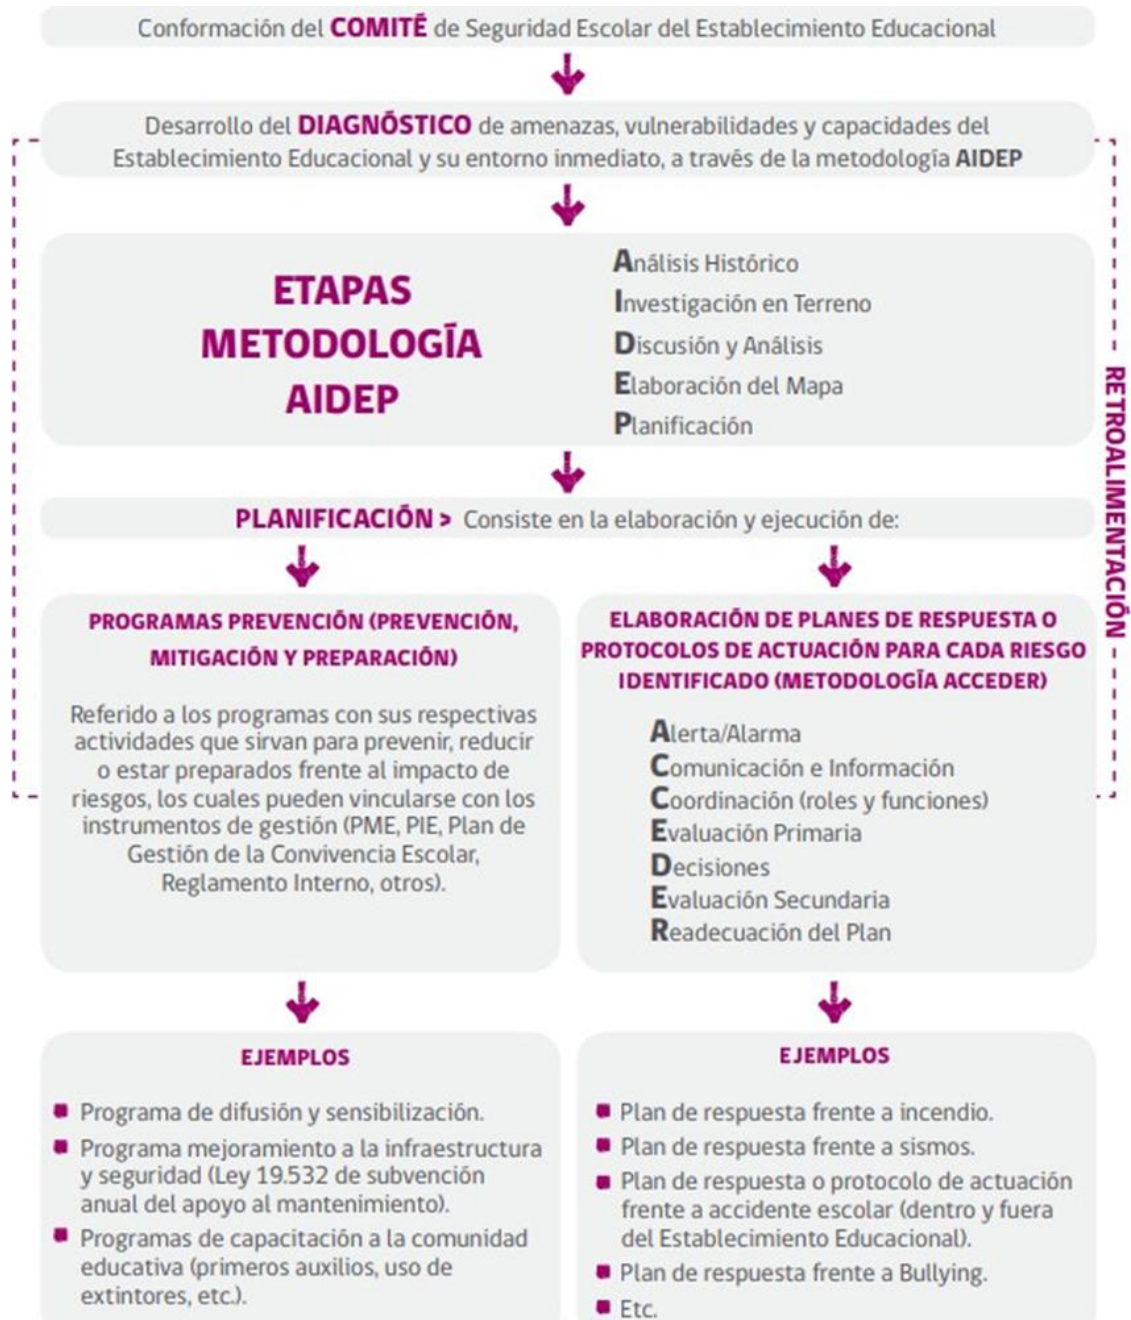 Conformación del COMITÉ de Seguridad Escolar del Establecimiento Educacional
Desarrollo del DIAGNÓSTICO de amenazas, vulnerabilidades y capacidades del
Establecimiento Educacional y su entorno inmediato, a través de la metodología AIDEP
ETAPAS
METODOLOGÍA
AIDEP
Análisis Histórico
Investigación en Terreno
Discusión y Análisis
Elaboración del Mapa
Planificación
RETROALIMENTACIÓN
PLANIFICACIÓN > Consiste en la elaboración y ejecución de:
PROGRAMAS PREVENCIÓN (PREVENCIÓN,
MITIGACIÓN Y PREPARACIÓN)
Referido a los programas con sus respectivas
actividades que sirvan para prevenir, reducir
o estar preparados frente al impacto de
riesgos, los cuales pueden vincularse con los
instrumentos de gestión (PME, PIE, Plan de
Gestión de la Convivencia Escolar,
Reglamento Interno, otros).
ELABORACIÓN DE PLANES DE RESPUESTA O
PROTOCOLOS DE ACTUACIÓN PARA CADA RIESGO
IDENTIFICADO (METODOLOGÍA ACCEDER)
Alerta/Alarma
Comunicación e Información
Coordinación (roles y funciones)
Evaluación Primaria
Decisiones
Evaluación Secundaria
Readecuación del Plan
EJEMPLOS
Programa de difusión y sensibilización.
Programa mejoramiento a la infraestructura
y seguridad (Ley 19.532 de subvención
anual del apoyo al mantenimiento).
Programas de capacitación a la comunidad
educativa (primeros auxilios, uso de
extintores, etc.).
EJEMPLOS
Plan de respuesta frente a incendio.
Plan de respuesta frente a sismos.
Plan de respuesta o protocolo de actuación
frente a accidente escolar (dentro y fuera
del Establecimiento Educacional).
Plan de respuesta frente a Bullying.
Etc.